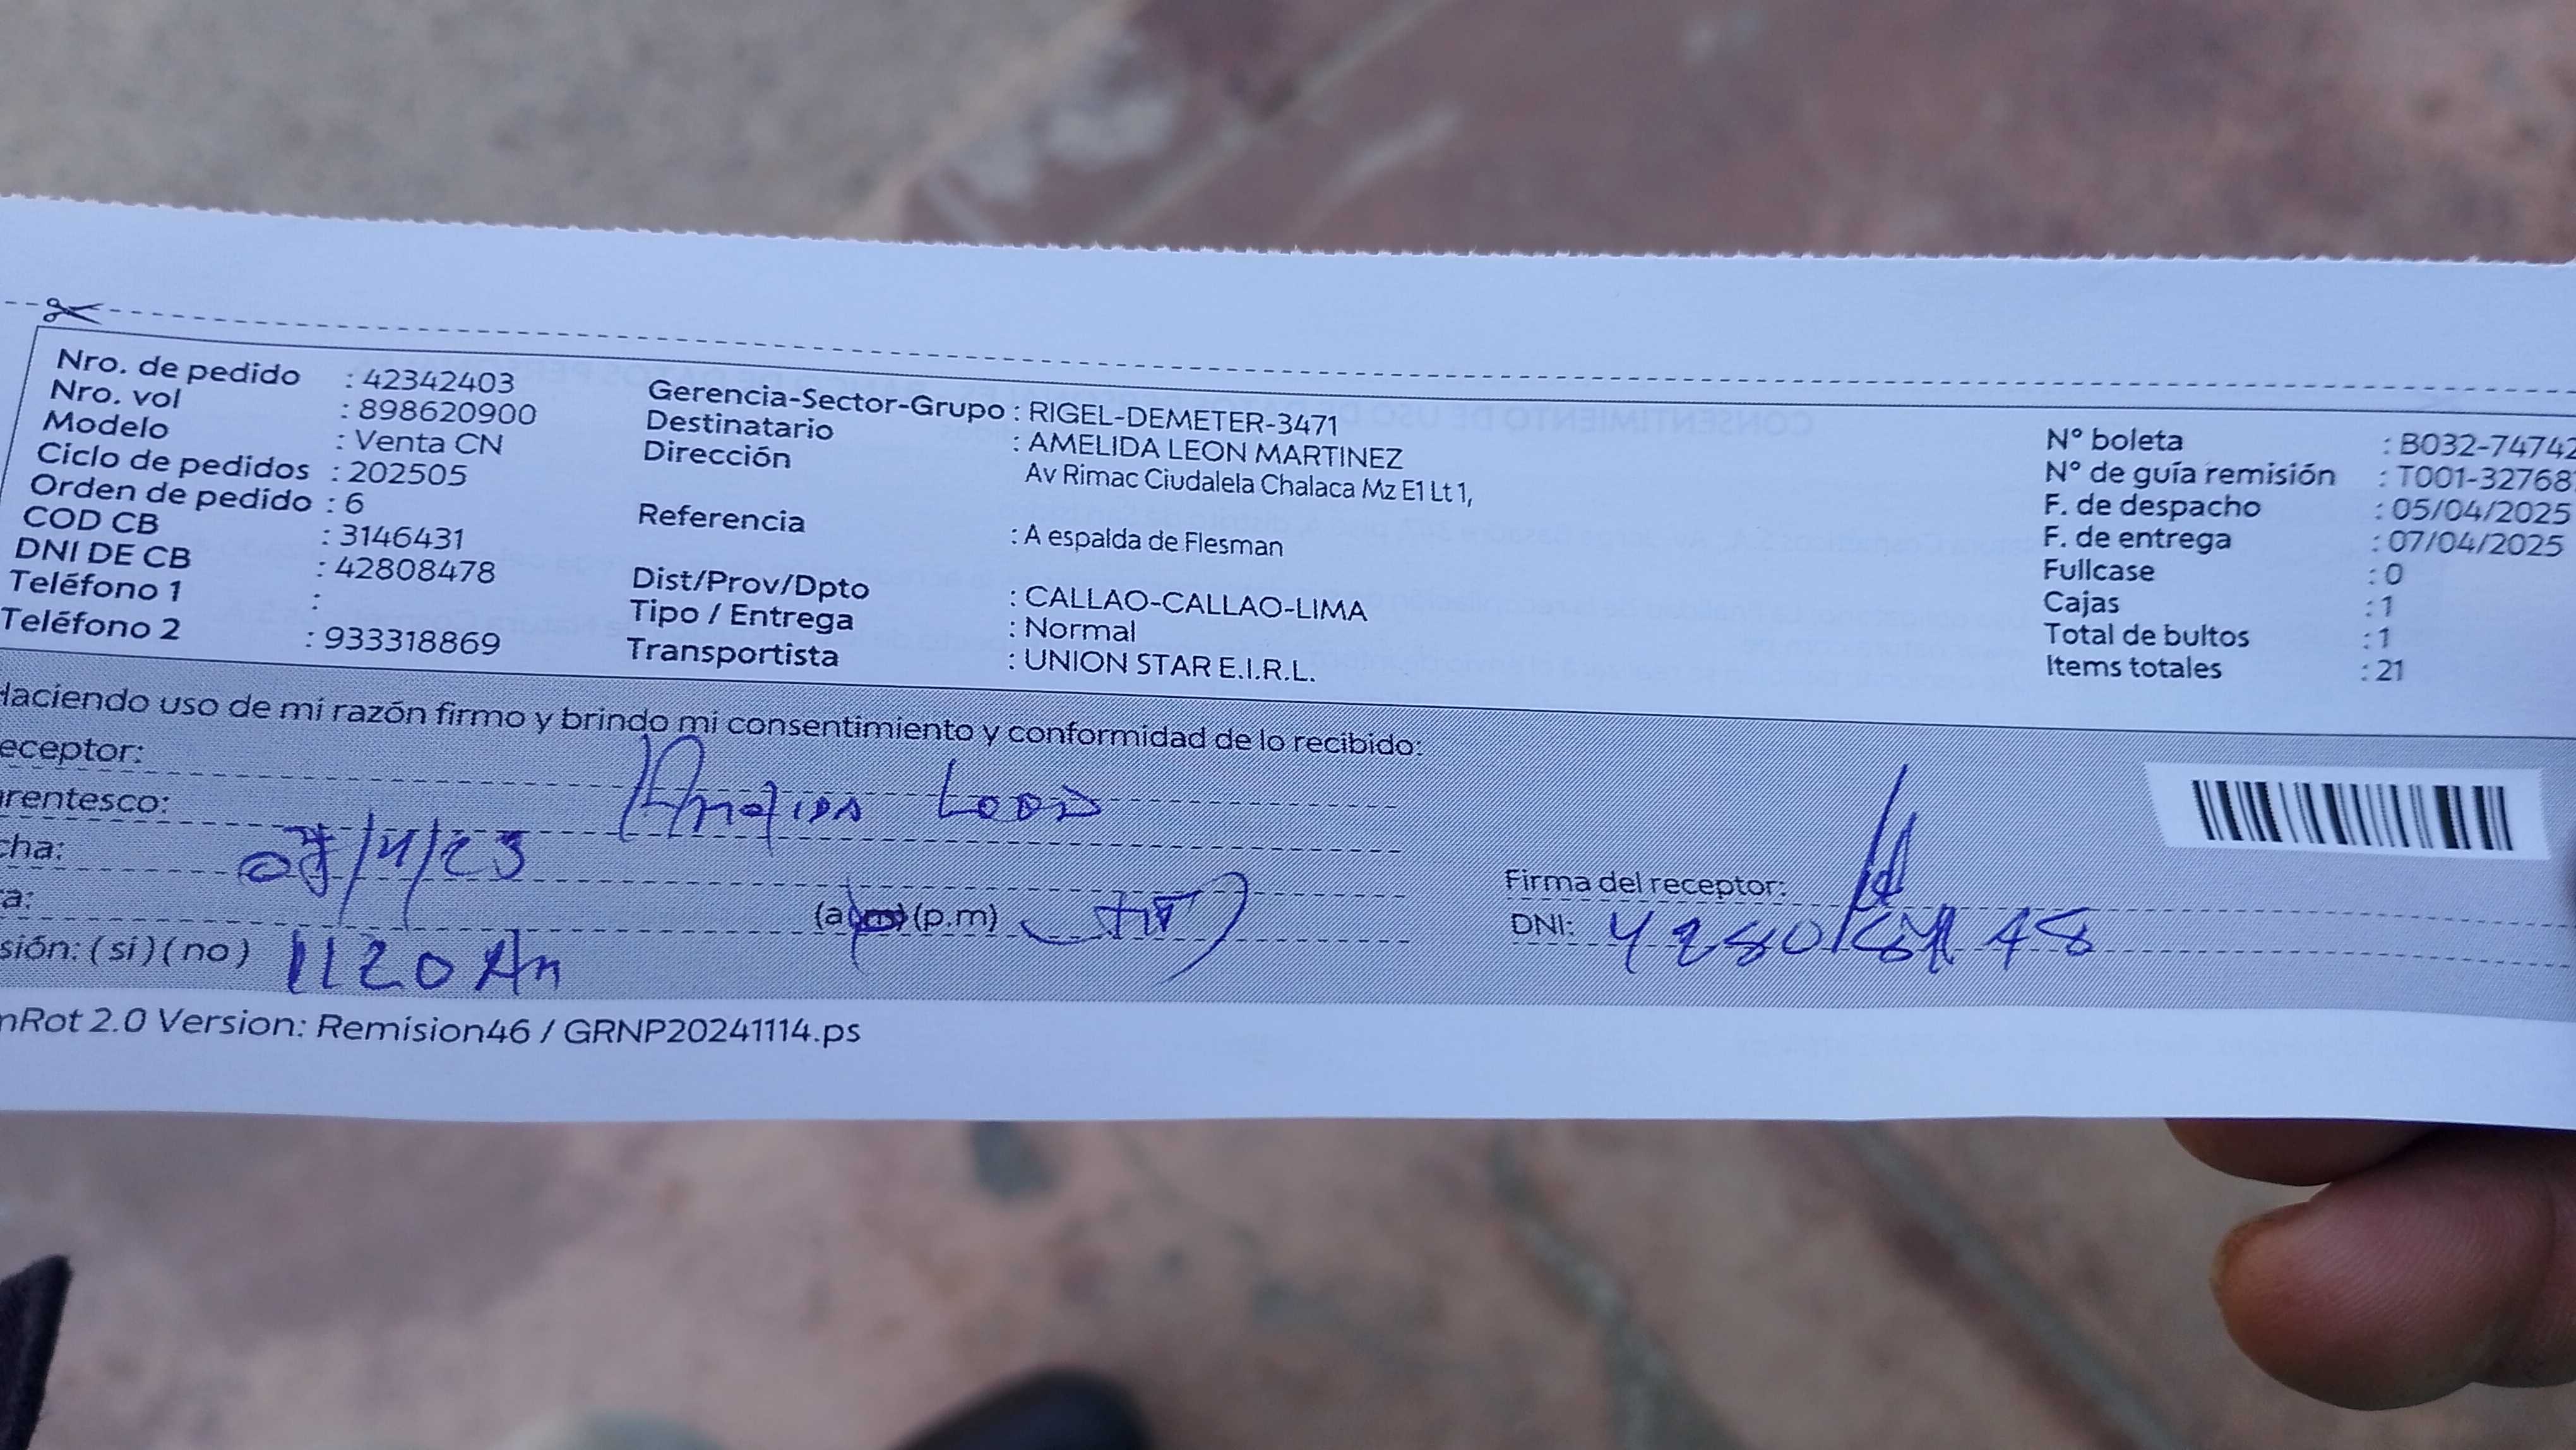 Nro. de pedido : 42342403
Nro. vol : 898620900
Modelo : Venta CN
Ciclo de pedidos : 202505
Orden de pedido : 6
COD CB : 3146431
DNI DE CB : 42808478
Teléfono 1 :
Teléfono 2 : 933318869
Gerencia-Sector-Grupo : RIGEL-DEMETER-3471
Destinatario : AMELIDA LEON MARTINEZ
Dirección Av Rimac Ciudalela Chalaca Mz E1 Lt 1,
Referencia : A espalda de Flesman
Dist/Prov/Dpto : CALLAO-CALLAO-LIMA
Tipo / Entrega : Normal
Transportista : UNION STAR E.I.R.L.
N° boleta : B032-74742
N° de guía remisión : T001-32768
F. de despacho : 05/04/2025
F. de entrega : 07/04/2025
Fullcase : 0
Cajas : 1
Total de bultos : 1
Items totales : 21
Haciendo uso de mi razón firmo y brindo mi consentimiento y conformidad de lo recibido:
eceptor:
rentesco: Leon
cha:
a: (a.m) (p.m)
sión: (si) (no) 1120 Am
Firma del receptor:
DNI:
nRot 2.0 Version: Remision46 / GRNP20241114.ps